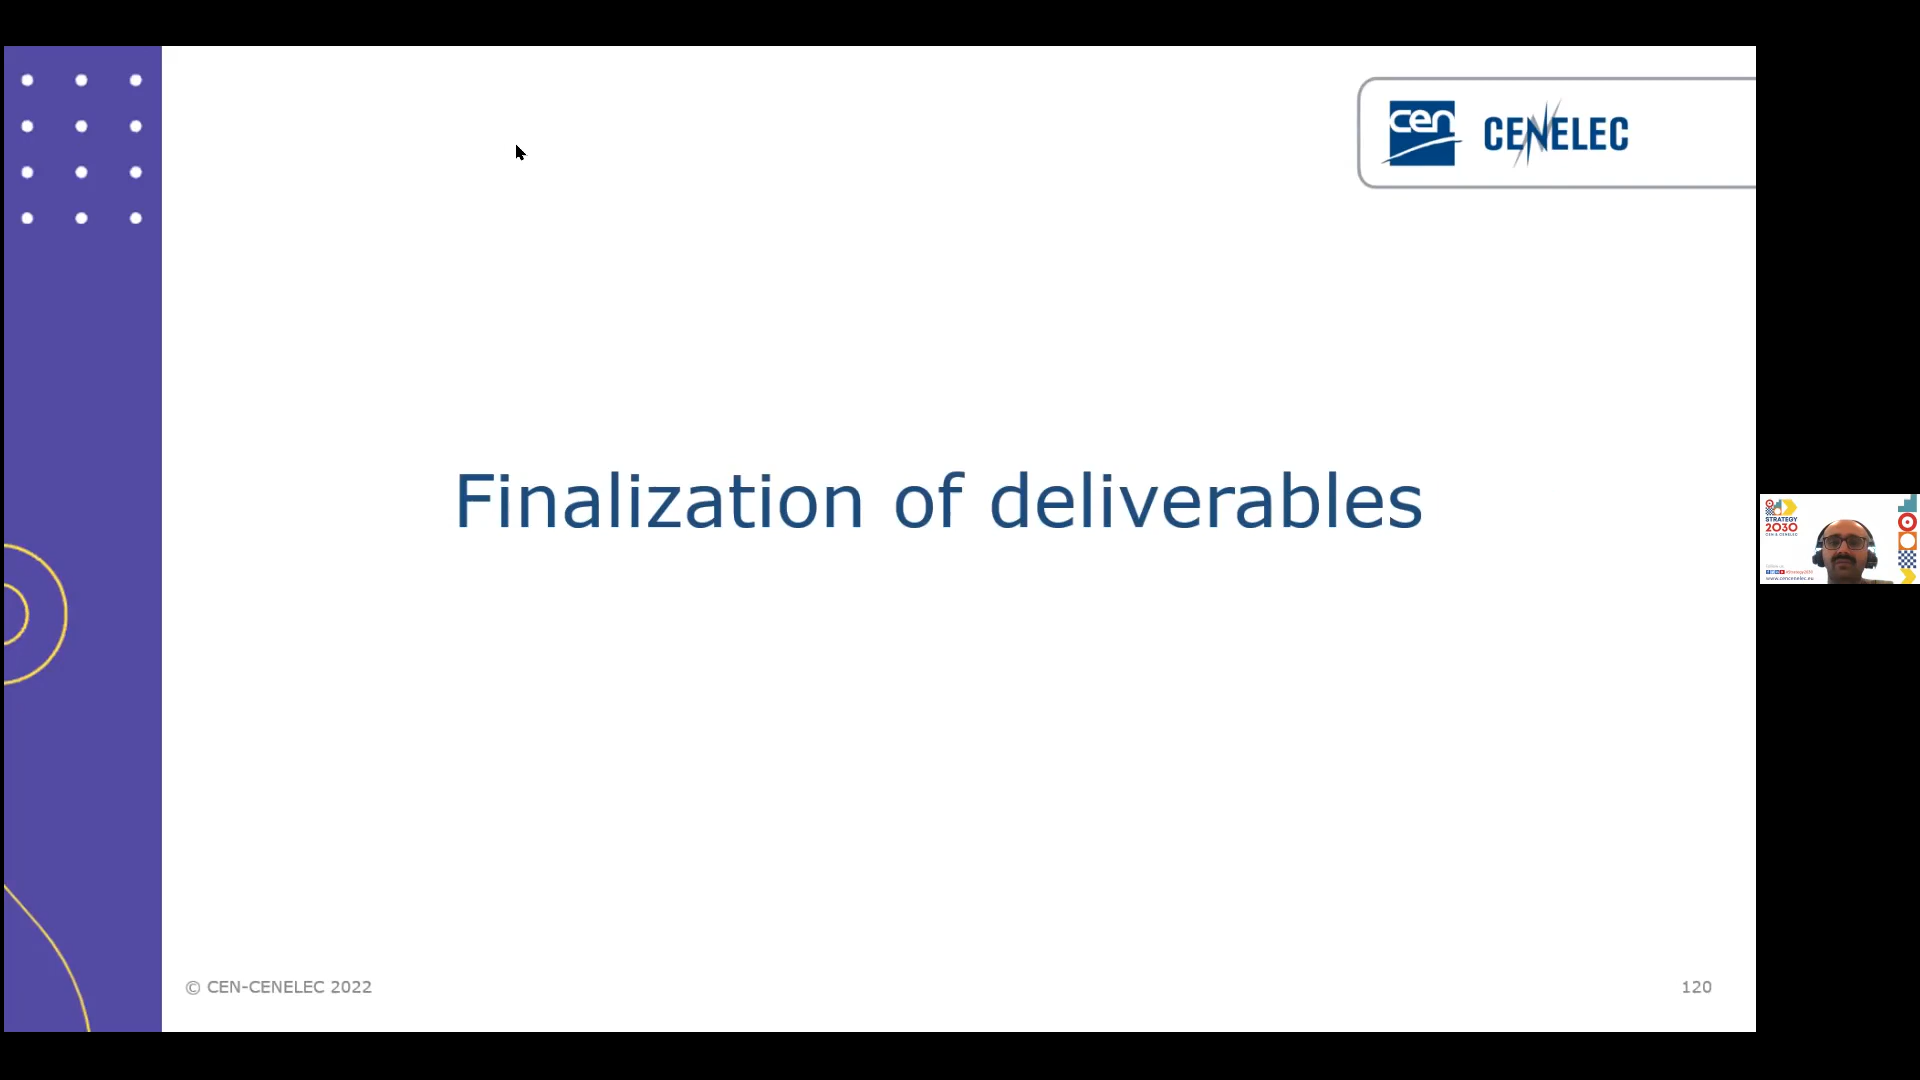 cen
CENELEC
Finalization of deliverables
STRATEGY
2030
CEN & CENELEC
www.cencenelec.eu
© CEN-CENELEC 2022
120